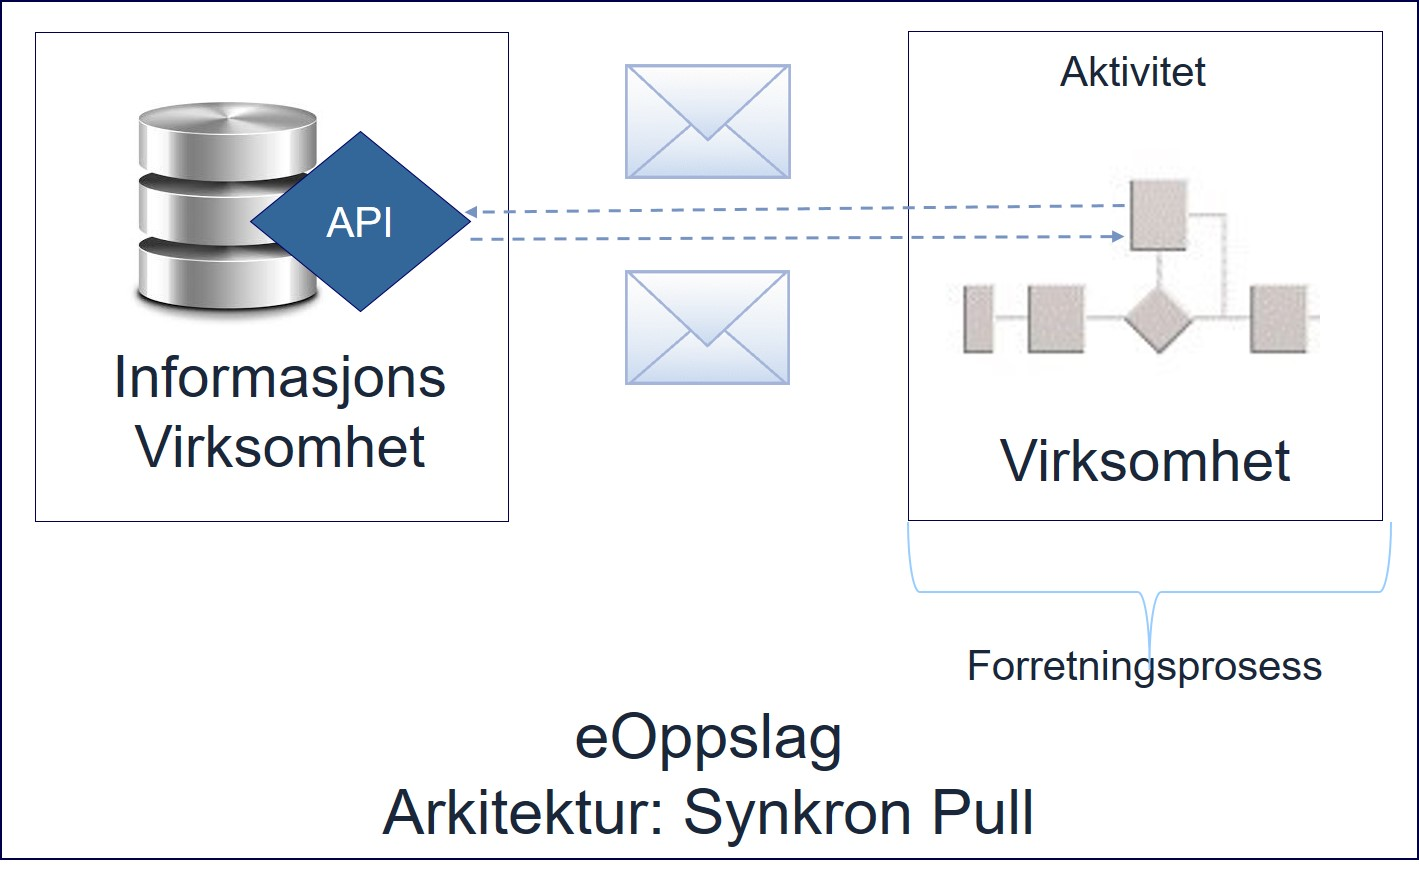 Aktivitet
API
Informasjons
Virksomhet
Virksomhet
Forretningsprosess
eOppslag
Arkitektur: Synkron Pull